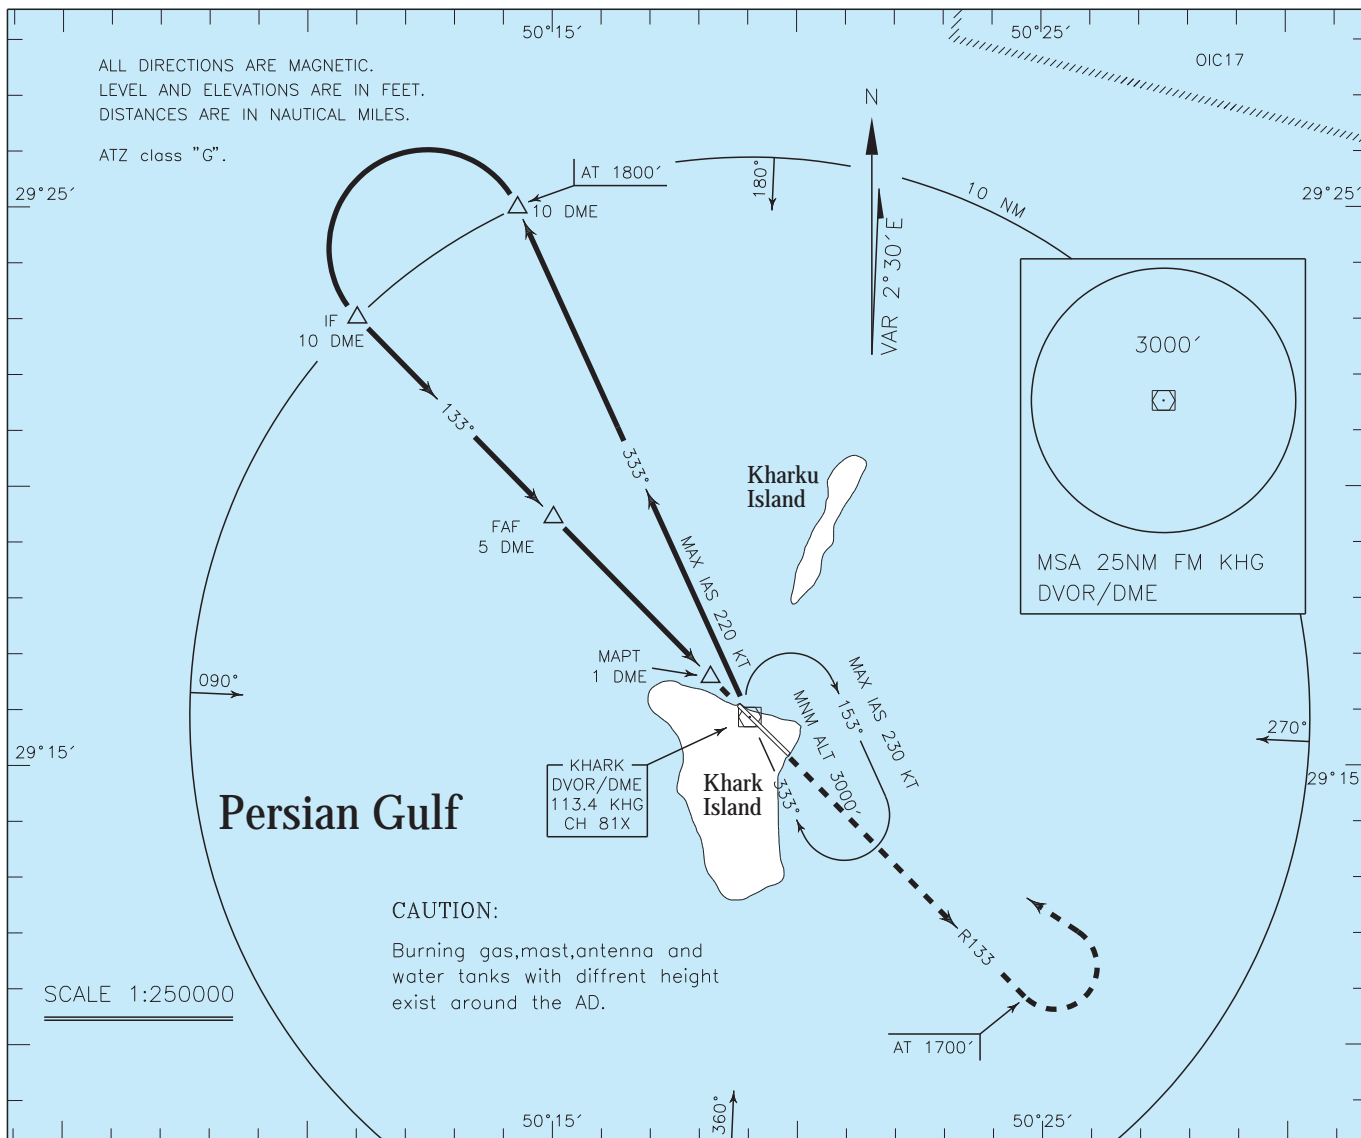 50°15′
50°25′
OIC17
ALL DIRECTIONS ARE MAGNETIC.
LEVEL AND ELEVATIONS ARE IN FEET.
DISTANCES ARE IN NAUTICAL MILES.
ATZ class "G".
N
AT 1800′
180°
29°25′
29°25′
10 DME
10 NM
VAR 2°30′E
IF
10 DME
3000′
133°
333°
Kharku
Island
FAF
5 DME
MAX IAS 220 KT
MSA 25NM FM KHG
DVOR/DME
MAPT
1 DME
090°
MAX IAS 230 KT
153°
MNM ALT 3000′
333°
270°
29°15′
29°15′
KHARK
DVOR/DME
113.4 KHG
CH 81X
Khark
Island
Persian Gulf
CAUTION:
Burning gas,mast,antenna and
water tanks with diffrent height
exist around the AD.
R133
SCALE 1:250000
AT 1700′
360°
50°15′
50°25′